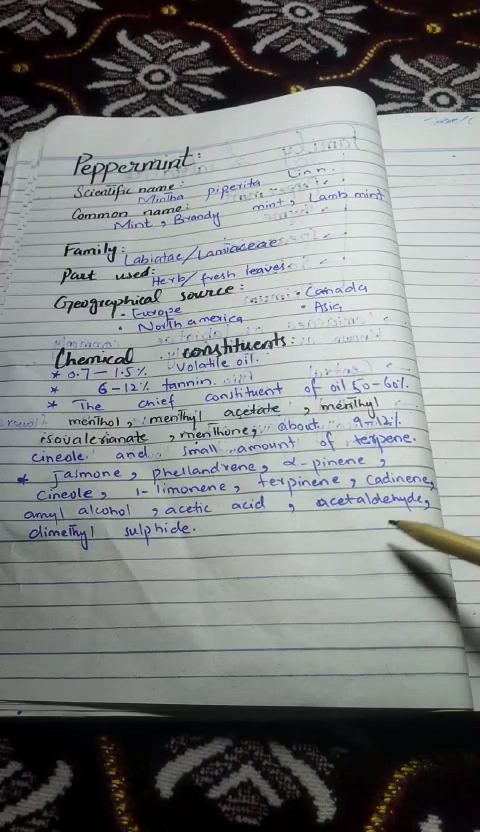 Peppermint:
Scientific name:
Mintha piperita Linn.
Common name:
Mint, Brandy mint, Lamb mint
Family:
Labiatae/Lamiaceae
Part used:
Herb/fresh leaves.
Geographical source:
• Europe • Canada
• North america • Asia
Chemical constituents:
* 0.7 – 1.5% volatile oil.
* 6 – 12% tannin.
* The chief constituent of oil 50-60%
menthol, menthyl acetate, menthyl
isovalerianate, menthone, about 9-12%
cineole and small amount of terpene.
* Jasmone, phellandrene, α-pinene,
cineole, 1-limonene, terpinene, cadinene,
amyl alcohol, acetic acid, acetaldehyde,
dimethyl sulphide.